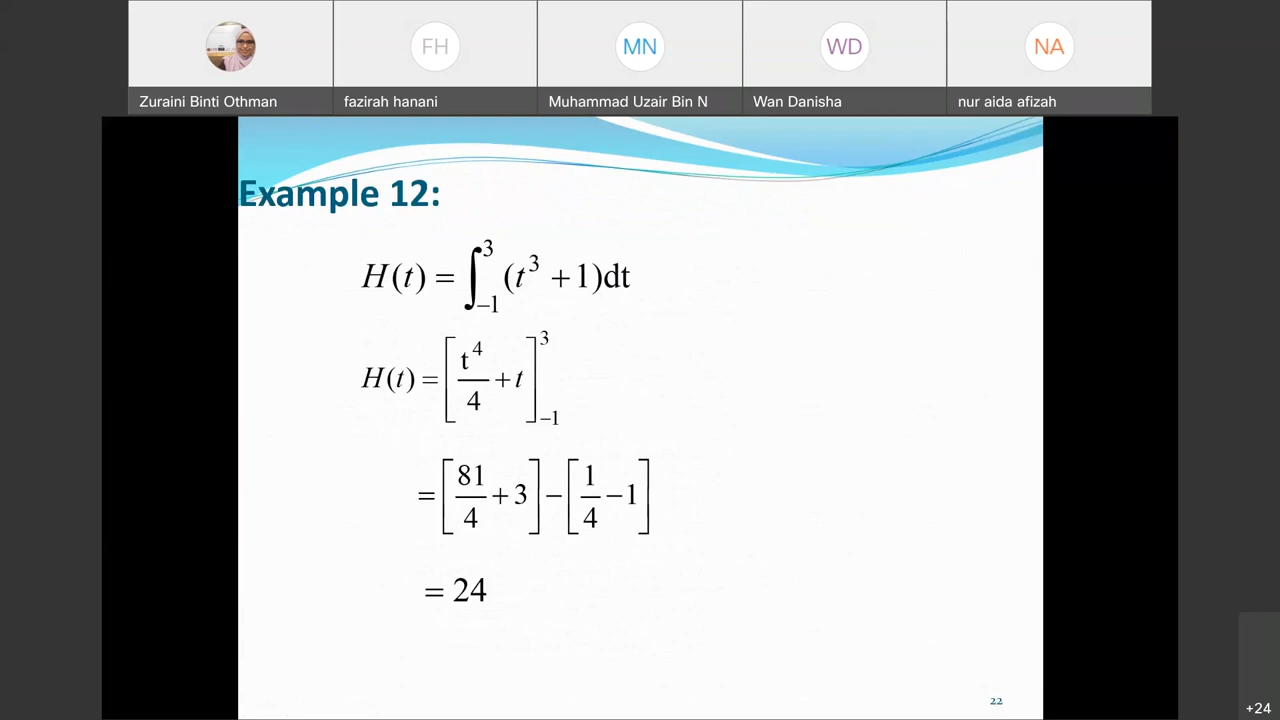 FH
MN
WD
NA
Zuraini Binti Othman
fazirah hanani
Muhammad Uzair Bin N
Wan Danisha
nur aida afizah
Example 12:
H(t) = ∫₋₁³ (t³ + 1)dt
H(t) = [t⁴/4 + t]₋₁³
= [81/4 + 3] − [1/4 − 1]
= 24
22
+24